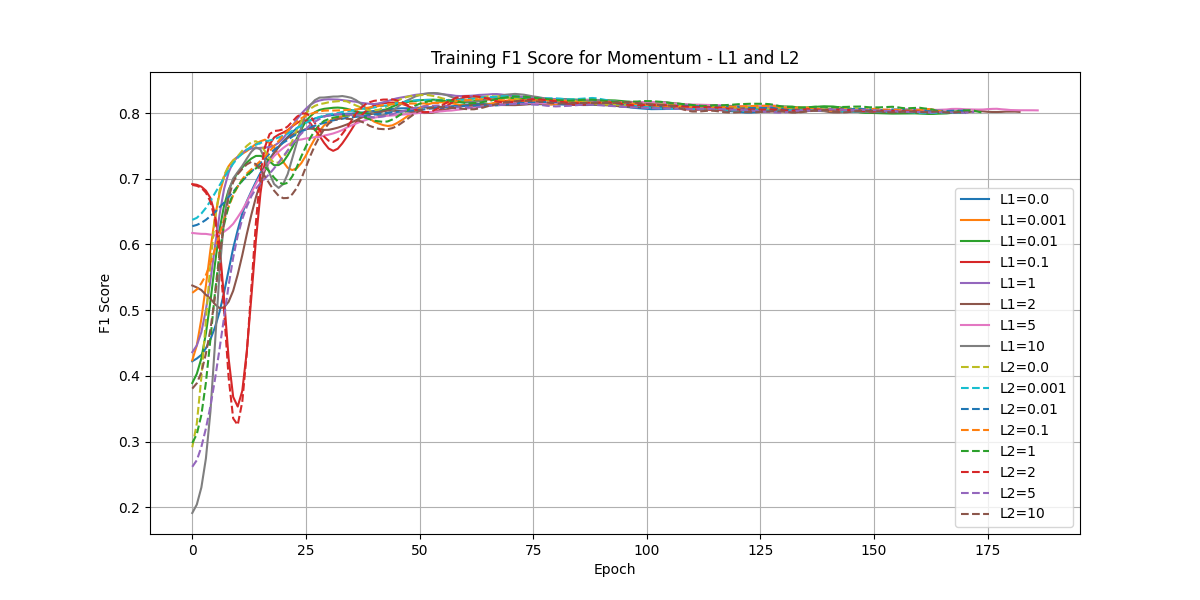 Training F1 Score for Momentum - L1 and L2
F1 Score
0.8
0.7
0.6
0.5
0.4
0.3
0.2
0
25
50
75
100
125
150
175
Epoch
L1=0.0
L1=0.001
L1=0.01
L1=0.1
L1=1
L1=2
L1=5
L1=10
L2=0.0
L2=0.001
L2=0.01
L2=0.1
L2=1
L2=2
L2=5
L2=10